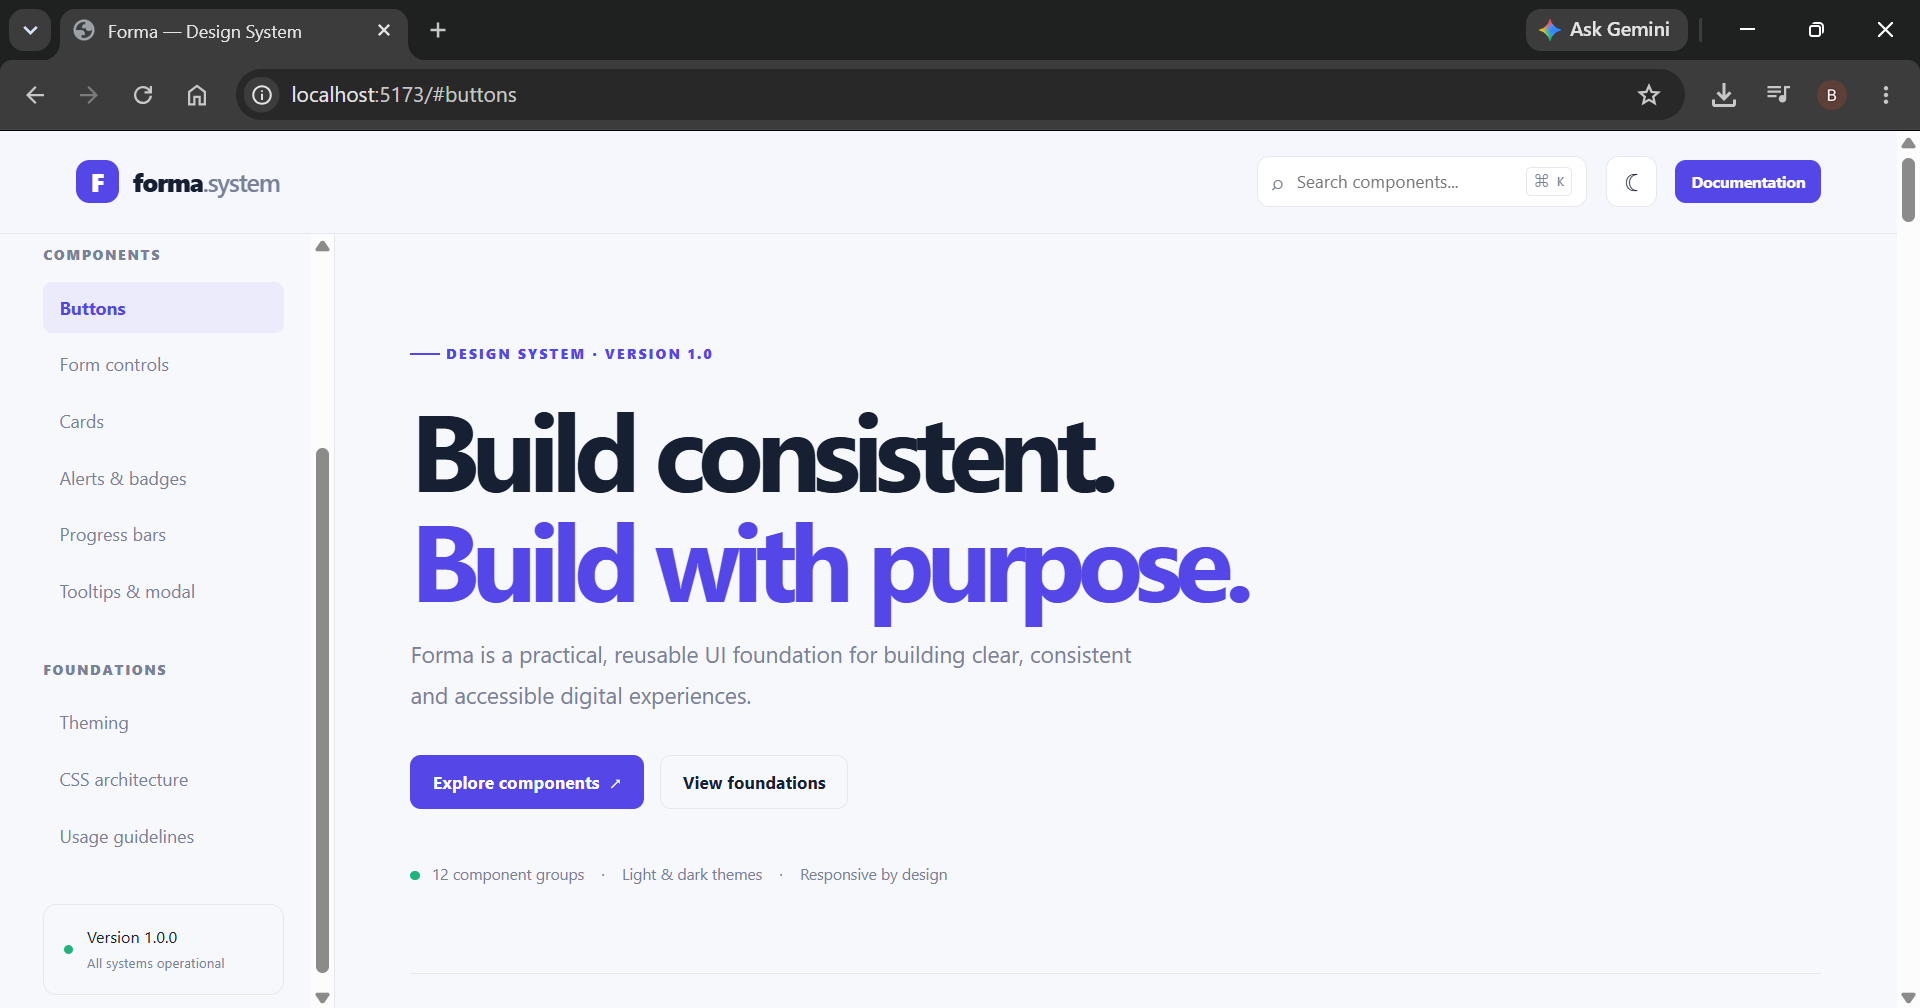 Forma — Design System
Ask Gemini
localhost:5173/#buttons
B
F
forma.system
Search components...
⌘ K
Documentation
COMPONENTS
Buttons
Form controls
Cards
Alerts & badges
Progress bars
Tooltips & modal
FOUNDATIONS
Theming
CSS architecture
Usage guidelines
Version 1.0.0
All systems operational
DESIGN SYSTEM · VERSION 1.0
Build consistent.
Build with purpose.
Forma is a practical, reusable UI foundation for building clear, consistent
and accessible digital experiences.
Explore components ↗
View foundations
12 component groups · Light & dark themes · Responsive by design